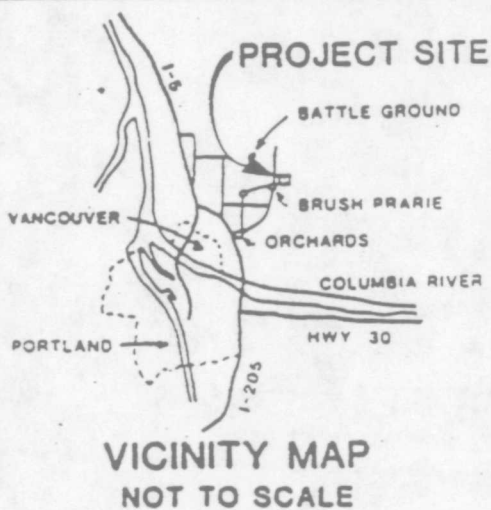 PROJECT SITE
I-5
BATTLE GROUND
BRUSH PRARIE
VANCOUVER
ORCHARDS
COLUMBIA RIVER
HWY 30
PORTLAND
I-205
VICINITY MAP
NOT TO SCALE